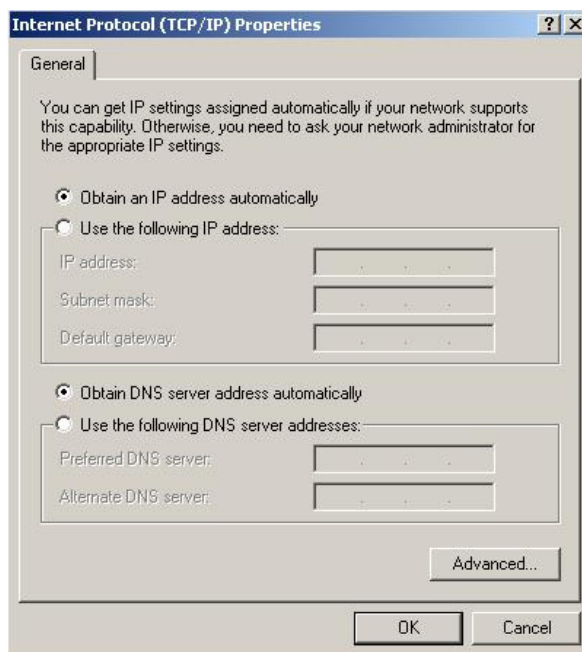 Internet Protocol (TCP/IP) Properties
General
You can get IP settings assigned automatically if your network supports
this capability. Otherwise, you need to ask your network administrator for
the appropriate IP settings.
Obtain an IP address automatically
Use the following IP address:
IP address:
Subnet mask:
Default gateway:
Obtain DNS server address automatically
Use the following DNS server addresses:
Preferred DNS server:
Alternate DNS server:
Advanced...
OK Cancel